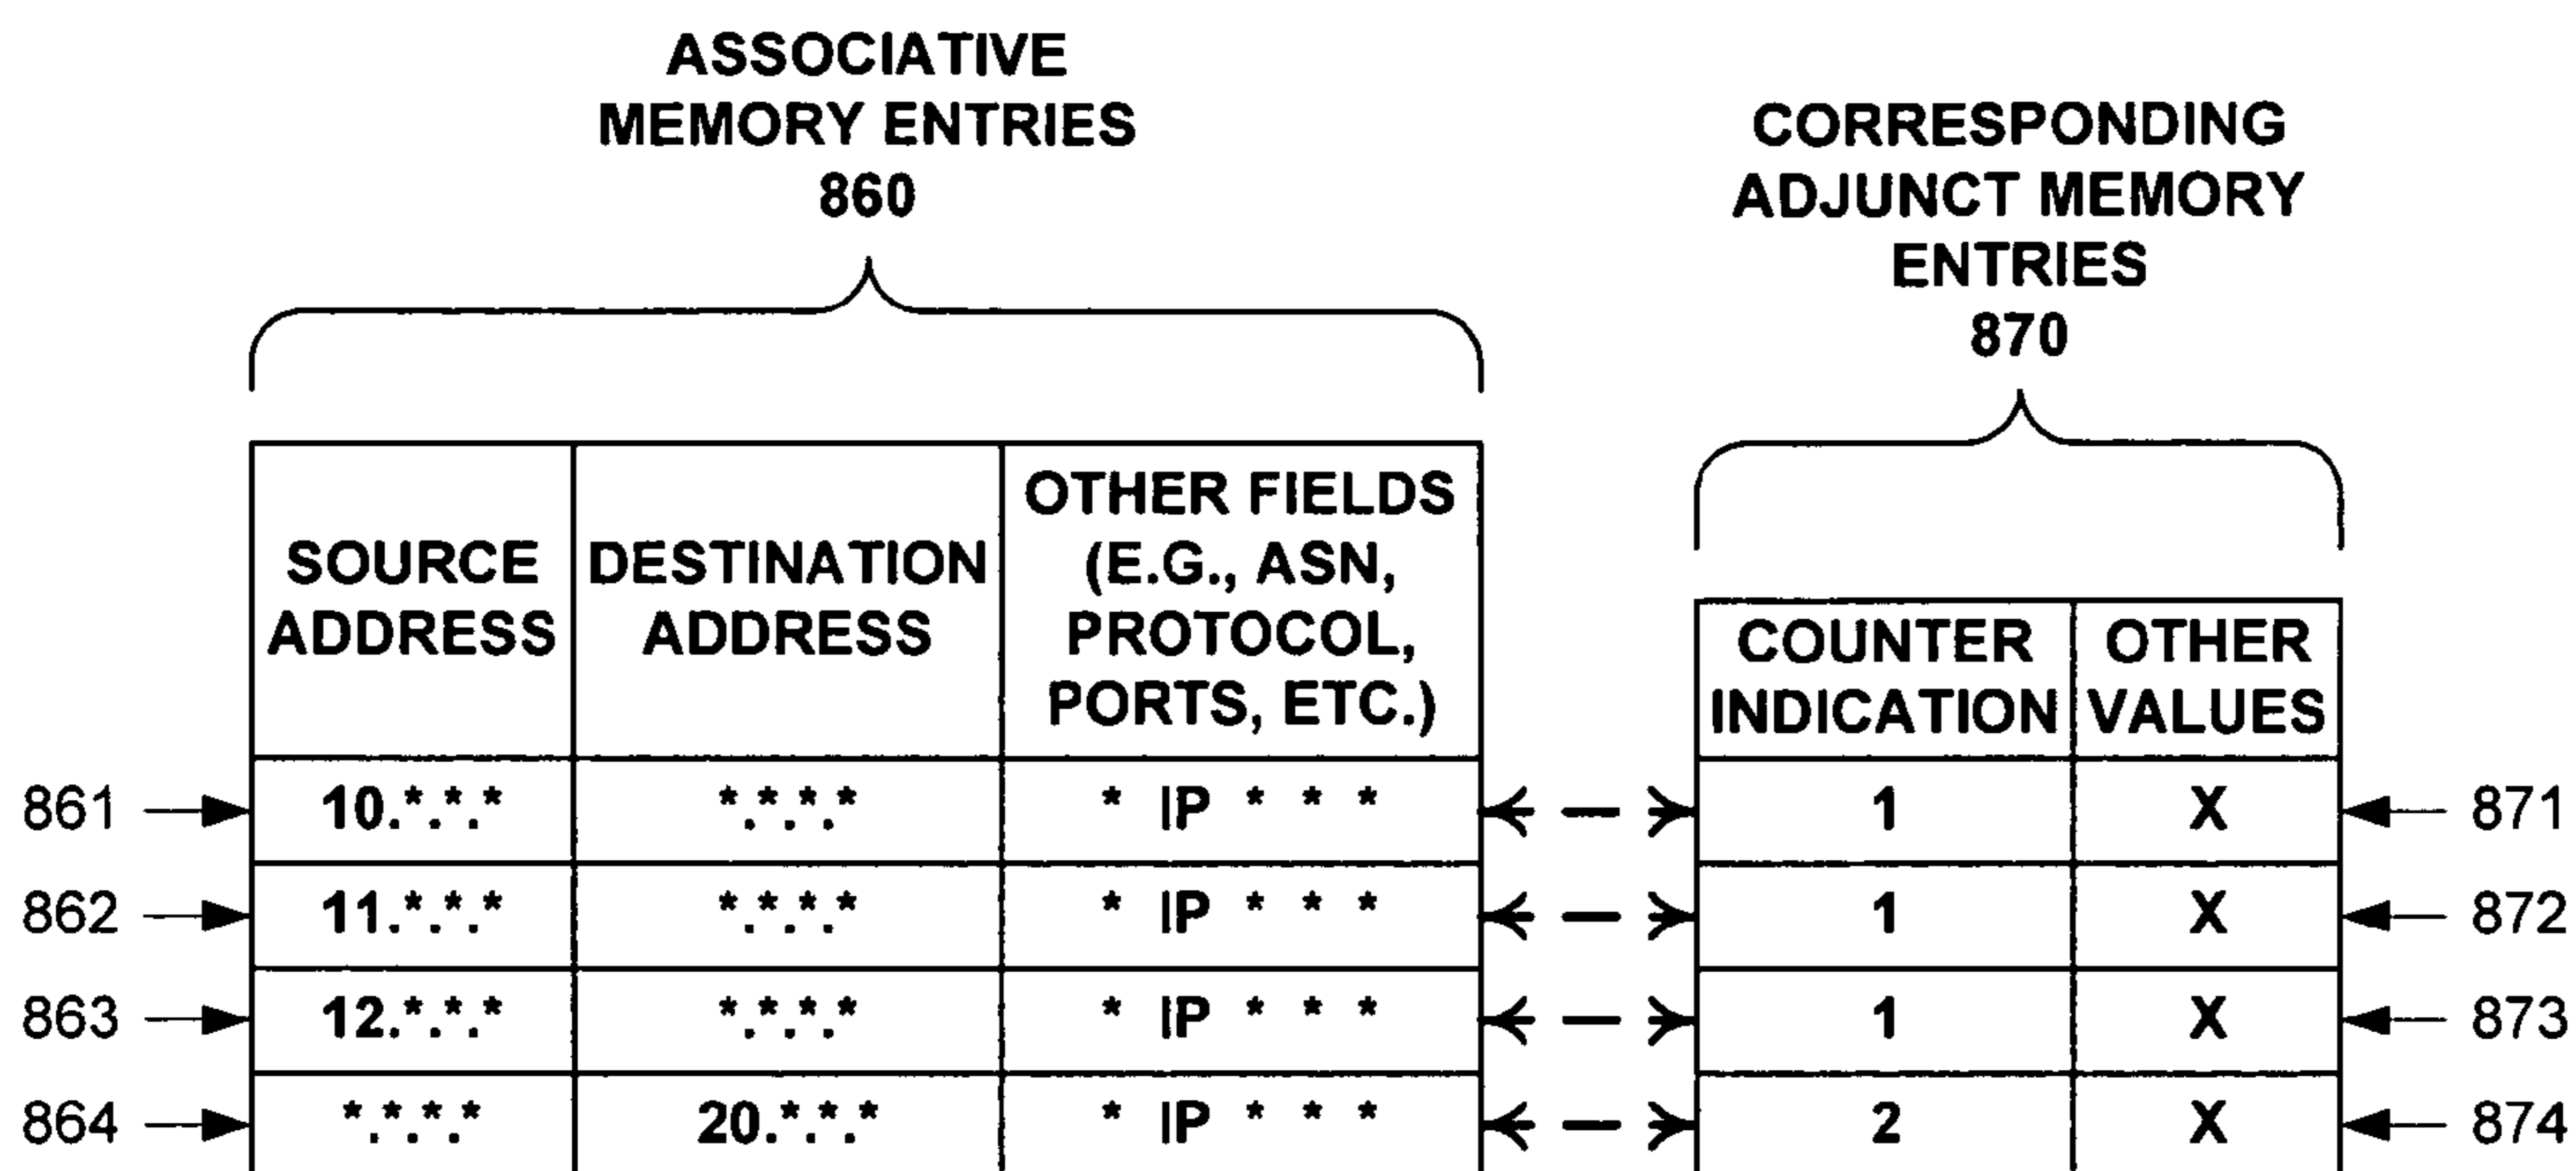 ASSOCIATIVE
MEMORY ENTRIES
860
CORRESPONDING
ADJUNCT MEMORY
ENTRIES
870
SOURCE
ADDRESS
DESTINATION
ADDRESS
OTHER FIELDS
(E.G., ASN,
PROTOCOL,
PORTS, ETC.)
COUNTER
INDICATION
OTHER
VALUES
861 10.*.*.* *.*.*.* * IP * * * 1 X 871
862 11.*.*.* *.*.*.* * IP * * * 1 X 872
863 12.*.*.* *.*.*.* * IP * * * 1 X 873
864 *.*.*.* 20.*.*.* * IP * * * 2 X 874